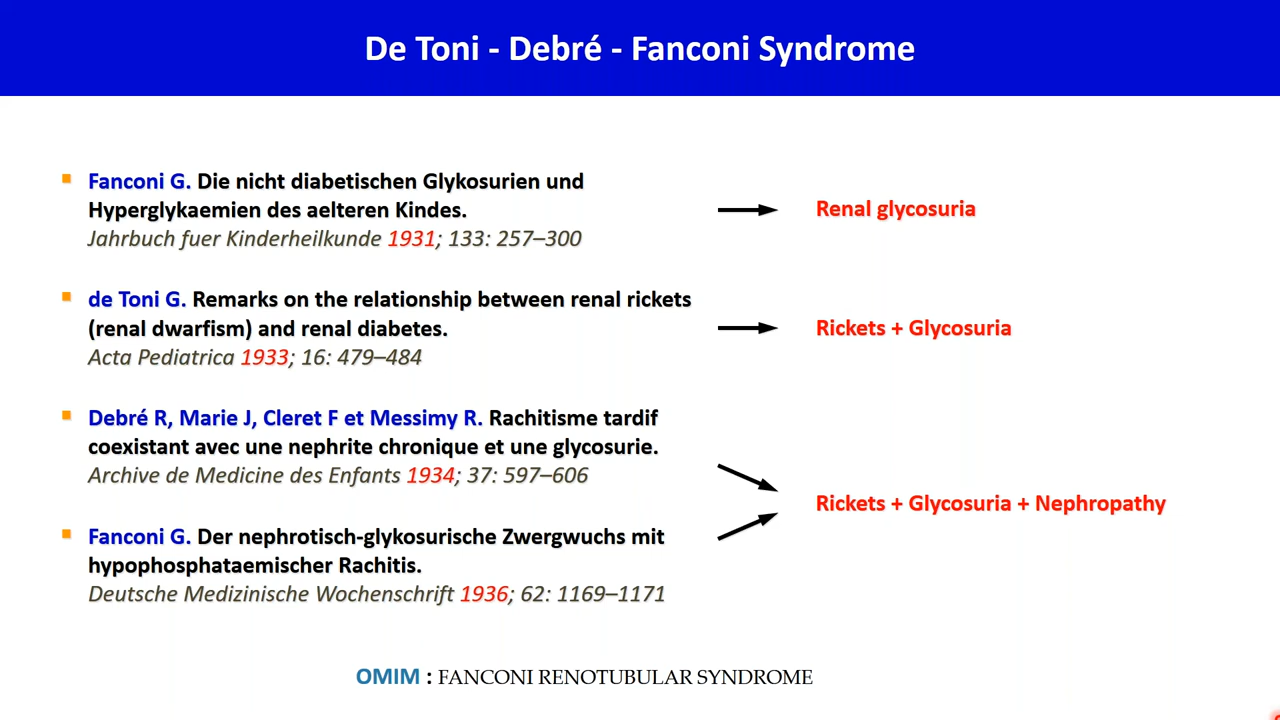 De Toni - Debré - Fanconi Syndrome
Fanconi G. Die nicht diabetischen Glykosurien und
Hyperglykaemien des aelteren Kindes.
Jahrbuch fuer Kinderheilkunde 1931; 133: 257–300
Renal glycosuria
de Toni G. Remarks on the relationship between renal rickets
(renal dwarfism) and renal diabetes.
Acta Pediatrica 1933; 16: 479–484
Rickets + Glycosuria
Debré R, Marie J, Cleret F et Messimy R. Rachitisme tardif
coexistant avec une nephrite chronique et une glycosurie.
Archive de Medicine des Enfants 1934; 37: 597–606
Rickets + Glycosuria + Nephropathy
Fanconi G. Der nephrotisch-glykosurische Zwergwuchs mit
hypophosphataemischer Rachitis.
Deutsche Medizinische Wochenschrift 1936; 62: 1169–1171
OMIM : FANCONI RENOTUBULAR SYNDROME